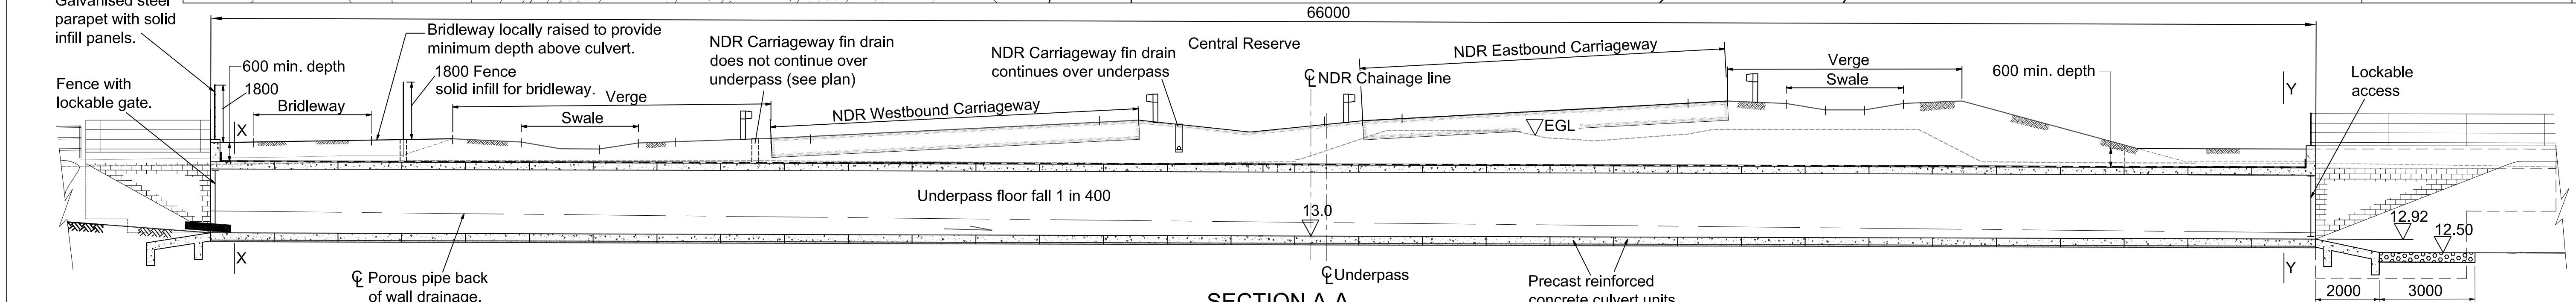 Galvanised steel
parapet with solid
infill panels.
66000
Bridleway locally raised to provide
minimum depth above culvert.
NDR Carriageway fin drain
does not continue over
underpass (see plan)
NDR Carriageway fin drain
continues over underpass
Central Reserve
NDR Eastbound Carriageway
Verge
Swale
600 min. depth
Lockable
access
Fence with
lockable gate.
600 min. depth
1800
Bridleway
1800 Fence
solid infill for bridleway.
Verge
Swale
NDR Westbound Carriageway
℄ NDR Chainage line
EGL
X
Y
Underpass floor fall 1 in 400
13.0
12.92
12.50
X
Y
℄ Porous pipe back
of wall drainage.
℄ Underpass
SECTION A-A
Precast reinforced
concrete culvert units
2000
3000